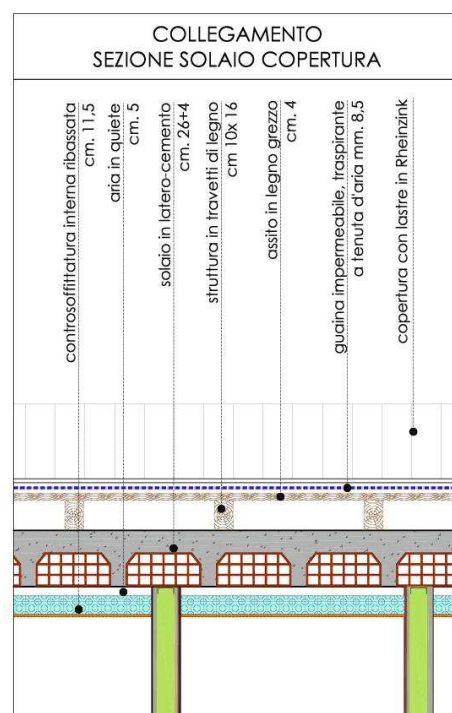 COLLEGAMENTO
SEZIONE SOLAIO COPERTURA
controsoffittatura interna ribassata
cm. 11,5
aria in quiete
cm. 5
solaio in latero-cemento
cm. 26+4
struttura in travetti di legno
cm 10x 16
assito in legno grezzo
cm. 4
guaina impermeabile, traspirante
a tenuta d'aria mm. 8,5
copertura con lastre in Rheinzink